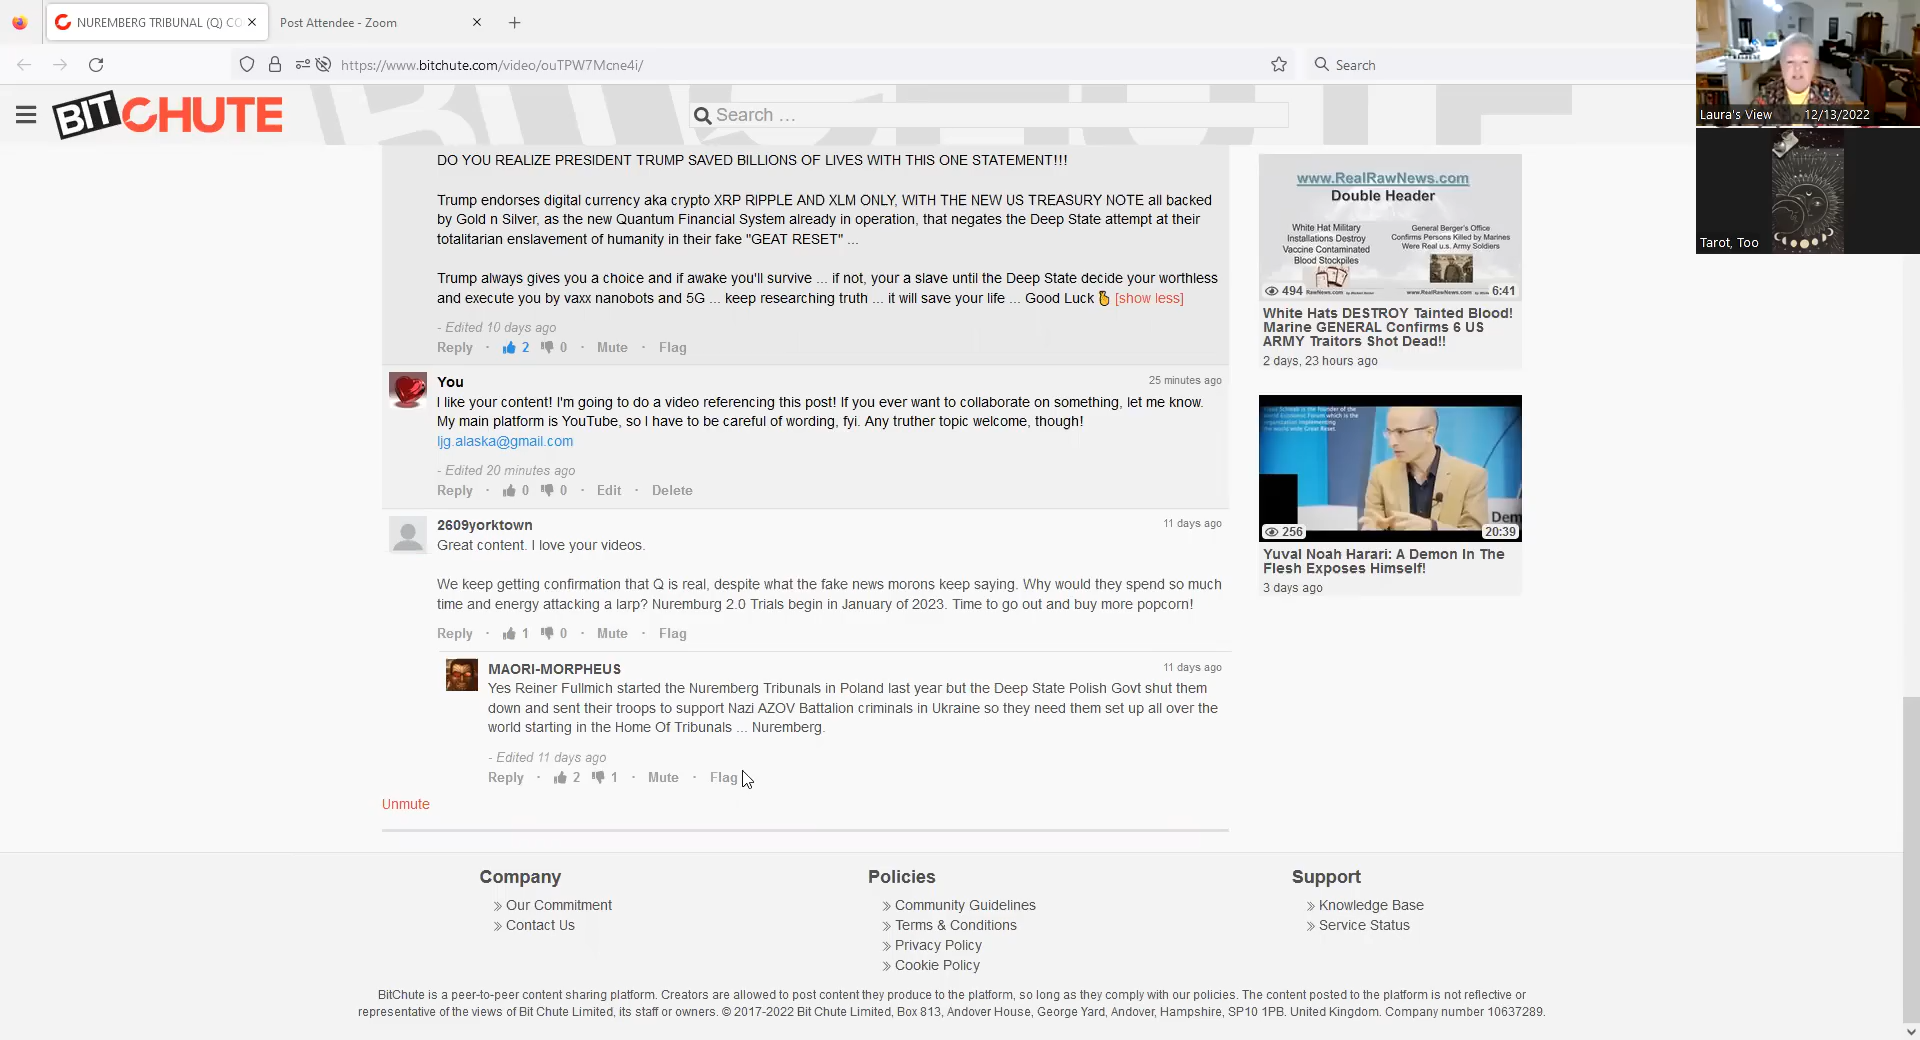 NUREMBERG TRIBUNAL (Q) CO
Post Attendee - Zoom
https://www.bitchute.com/video/ouTPW7Mcne4i/
Search
BITCHUTE
Search ...
Laura's View 12/13/2022
Tarot, Too
DO YOU REALIZE PRESIDENT TRUMP SAVED BILLIONS OF LIVES WITH THIS ONE STATEMENT!!!
Trump endorses digital currency aka crypto XRP RIPPLE AND XLM ONLY, WITH THE NEW US TREASURY NOTE all backed
by Gold n Silver, as the new Quantum Financial System already in operation, that negates the Deep State attempt at their
totalitarian enslavement of humanity in their fake "GEAT RESET" ...
Trump always gives you a choice and if awake you'll survive ... if not, your a slave until the Deep State decide your worthless
and execute you by vaxx nanobots and 5G ... keep researching truth ... it will save your life ... Good Luck [show less]
- Edited 10 days ago
Reply · 2 0 · Mute · Flag
You
25 minutes ago
I like your content! I'm going to do a video referencing this post! If you ever want to collaborate on something, let me know.
My main platform is YouTube, so I have to be careful of wording, fyi. Any truther topic welcome, though!
ljg.alaska@gmail.com
- Edited 20 minutes ago
Reply · 0 0 · Edit · Delete
2609yorktown
11 days ago
Great content. I love your videos.
We keep getting confirmation that Q is real, despite what the fake news morons keep saying. Why would they spend so much
time and energy attacking a larp? Nuremburg 2.0 Trials begin in January of 2023. Time to go out and buy more popcorn!
Reply · 1 0 · Mute · Flag
MAORI-MORPHEUS
11 days ago
Yes Reiner Fullmich started the Nuremberg Tribunals in Poland last year but the Deep State Polish Govt shut them
down and sent their troops to support Nazi AZOV Battalion criminals in Ukraine so they need them set up all over the
world starting in the Home Of Tribunals ... Nuremberg.
- Edited 11 days ago
Reply · 2 1 · Mute · Flag
Unmute
www.RealRawNews.com
Double Header
White Hat Military
Installations Destroy
Vaccine Contaminated
Blood Stockpiles
General Berger's Office
Confirms Persons Killed by Marines
Were Real u.s. Army Soldiers
494
6:41
White Hats DESTROY Tainted Blood!
Marine GENERAL Confirms 6 US
ARMY Traitors Shot Dead!!
2 days, 23 hours ago
Dem
256
20:39
Yuval Noah Harari: A Demon In The
Flesh Exposes Himself!
3 days ago
Company
Our Commitment
Contact Us
Policies
Community Guidelines
Terms & Conditions
Privacy Policy
Cookie Policy
Support
Knowledge Base
Service Status
BitChute is a peer-to-peer content sharing platform. Creators are allowed to post content they produce to the platform, so long as they comply with our policies. The content posted to the platform is not reflective or
representative of the views of Bit Chute Limited, its staff or owners. © 2017-2022 Bit Chute Limited, Box 813, Andover House, George Yard, Andover, Hampshire, SP10 1PB. United Kingdom. Company number 10637289.